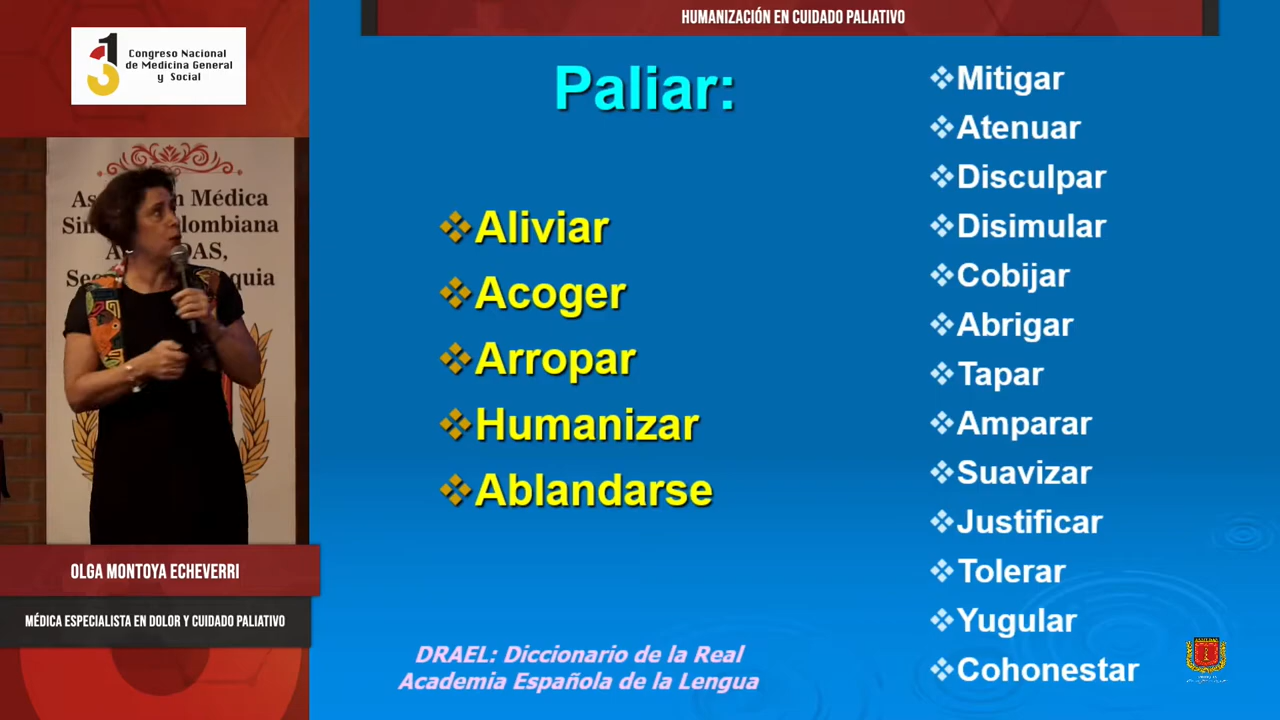 HUMANIZACIÓN EN CUIDADO PALIATIVO
Congreso Nacional
de Medicina General
y Social
Médica
lombiana
Paliar:
Aliviar
Acoger
Arropar
Humanizar
Ablandarse
Mitigar
Atenuar
Disculpar
Disimular
Cobijar
Abrigar
Tapar
Amparar
Suavizar
Justificar
Tolerar
Yugular
Cohonestar
DRAEL: Diccionario de la Real
Academia Española de la Lengua
OLGA MONTOYA ECHEVERRI
MÉDICA ESPECIALISTA EN DOLOR Y CUIDADO PALIATIVO